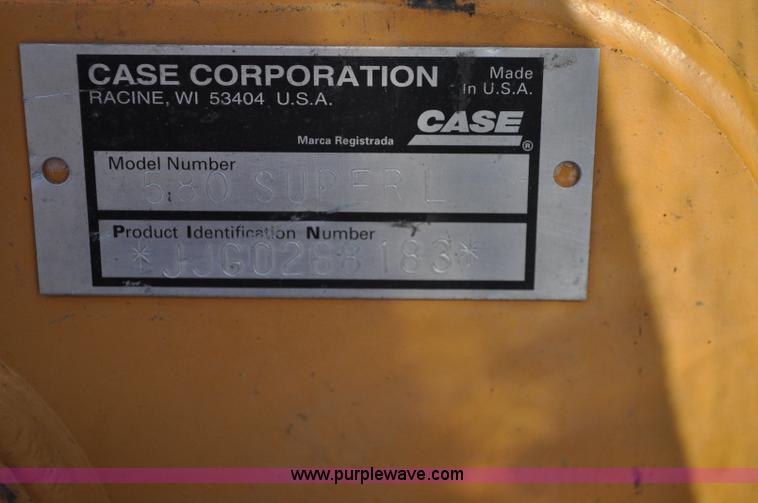 CASE CORPORATION
RACINE, WI 53404 U.S.A.
Made
in U.S.A.
CASE
Marca Registrada
®
Model Number
580 SUPER L
Product Identification Number
*JJG0268183*
www.purplewave.com